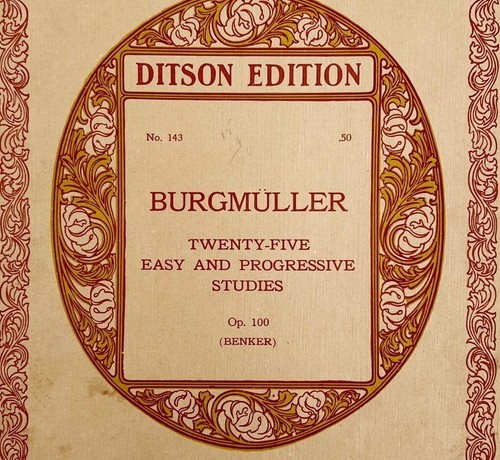 DITSON EDITION
No. 143 .50
BURGMÜLLER
TWENTY-FIVE
EASY AND PROGRESSIVE
STUDIES
Op. 100
(BENKER)